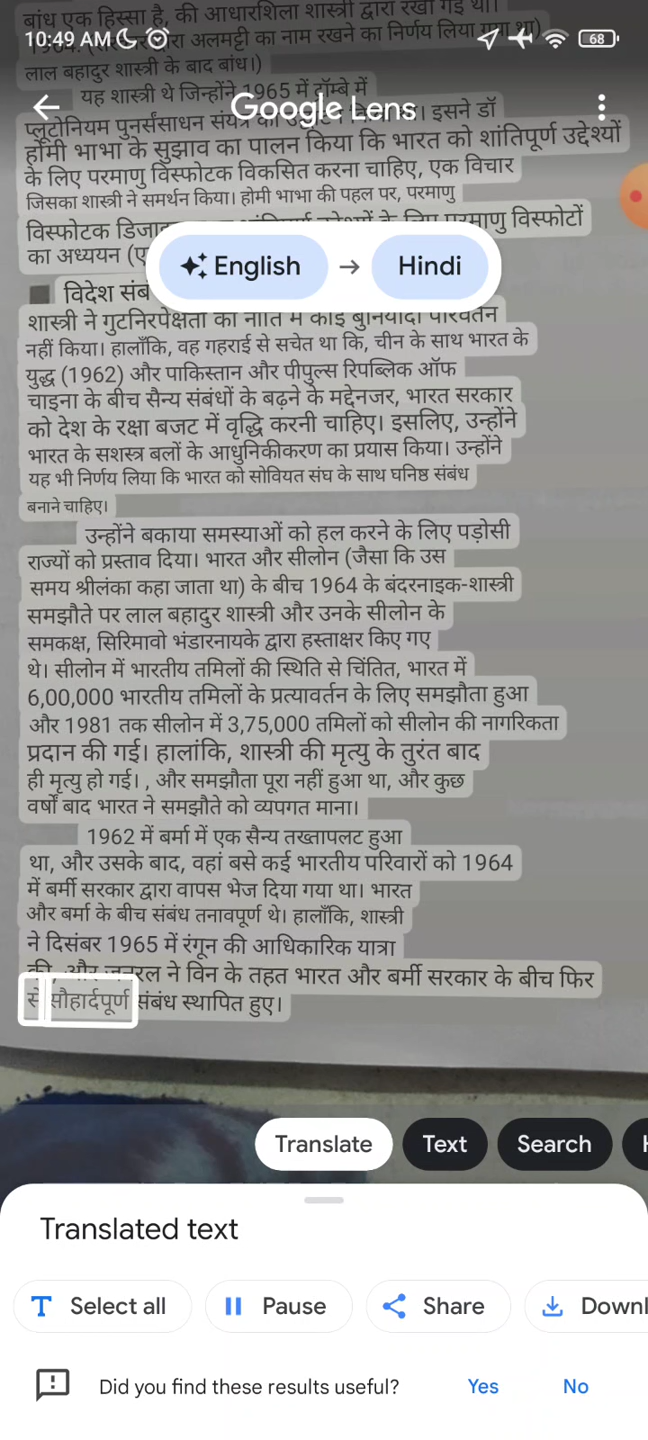 बांध एक हिस्सा है, की आधारशिला शास्त्री द्वारा रखी गई थी।
10:49 AM 68
1964. अलमट्टी का नाम रखने का निर्णय लिया गया था)
लाल बहादुर शास्त्री के बाद बांध।)
यह शास्त्री थे जिन्होंने 1965 में ट्रॉम्बे में
Google Lens
प्लूटोनियम पुनर्संसाधन संयंत्र का था। इसने डॉ
होमी भाभा के सुझाव का पालन किया कि भारत को शांतिपूर्ण उद्देश्यों
के लिए परमाणु विस्फोटक विकसित करना चाहिए, एक विचार
जिसका शास्त्री ने समर्थन किया। होमी भाभा की पहल पर, परमाणु
विस्फोटक के लिए परमाणु विस्फोटों
का अध्ययन
English → Hindi
विदेश
शास्त्री ने गुटनिरपेक्षता की नीति में कोई बुनियादी परिवर्तन
नहीं किया। हालाँकि, वह गहराई से सचेत था कि, चीन के साथ भारत के
युद्ध (1962) और पाकिस्तान और पीपुल्स रिपब्लिक ऑफ
चाइना के बीच सैन्य संबंधों के बढ़ने के मद्देनजर, भारत सरकार
को देश के रक्षा बजट में वृद्धि करनी चाहिए। इसलिए, उन्होंने
भारत के सशस्त्र बलों के आधुनिकीकरण का प्रयास किया। उन्होंने
यह भी निर्णय लिया कि भारत को सोवियत संघ के साथ घनिष्ठ संबंध
बनाने चाहिए।
उन्होंने बकाया समस्याओं को हल करने के लिए पड़ोसी
राज्यों को प्रस्ताव दिया। भारत और सीलोन (जैसा कि उस
समय श्रीलंका कहा जाता था) के बीच 1964 के बंदरनाइक-शास्त्री
समझौते पर लाल बहादुर शास्त्री और उनके सीलोन के
समकक्ष, सिरिमावो भंडारनायके द्वारा हस्ताक्षर किए गए
थे। सीलोन में भारतीय तमिलों की स्थिति से चिंतित, भारत में
6,00,000 भारतीय तमिलों के प्रत्यावर्तन के लिए समझौता हुआ
और 1981 तक सीलोन में 3,75,000 तमिलों को सीलोन की नागरिकता
प्रदान की गई। हालांकि, शास्त्री की मृत्यु के तुरंत बाद
ही मृत्यु हो गई। , और समझौता पूरा नहीं हुआ था, और कुछ
वर्षों बाद भारत ने समझौते को व्यपगत माना।
1962 में बर्मा में एक सैन्य तख्तापलट हुआ
था, और उसके बाद, वहां बसे कई भारतीय परिवारों को 1964
में बर्मी सरकार द्वारा वापस भेज दिया गया था। भारत
और बर्मा के बीच संबंध तनावपूर्ण थे। हालाँकि, शास्त्री
ने दिसंबर 1965 में रंगून की आधिकारिक यात्रा
की, और जनरल ने विन के तहत भारत और बर्मी सरकार के बीच फिर
से सौहार्दपूर्ण संबंध स्थापित हुए।
Translate Text Search
Translated text
Select all Pause Share Downl
Did you find these results useful? Yes No